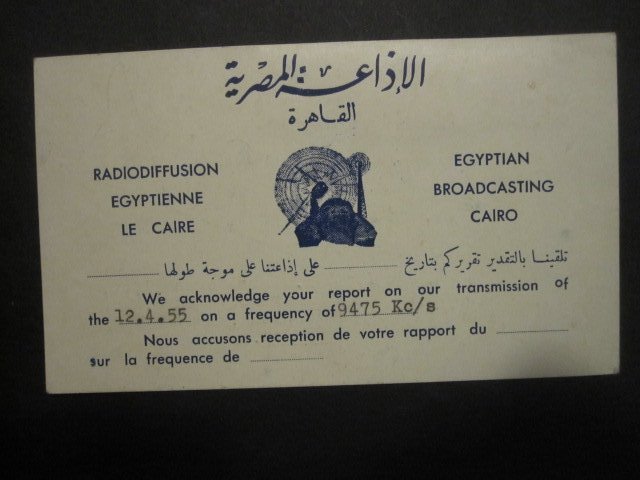 الإذاعة المصرية
القاهرة
RADIODIFFUSION
EGYPTIENNE
LE CAIRE
EGYPTIAN
BROADCASTING
CAIRO
تلقينا بالتقدير تقريركم بتاريخ ............ على إذاعتنا على موجة طولها ............
We acknowledge your report on our transmission of
the 12.4.55 on a frequency of 9475 Kc/s
Nous accusons reception de votre rapport du ............
sur la frequence de ............